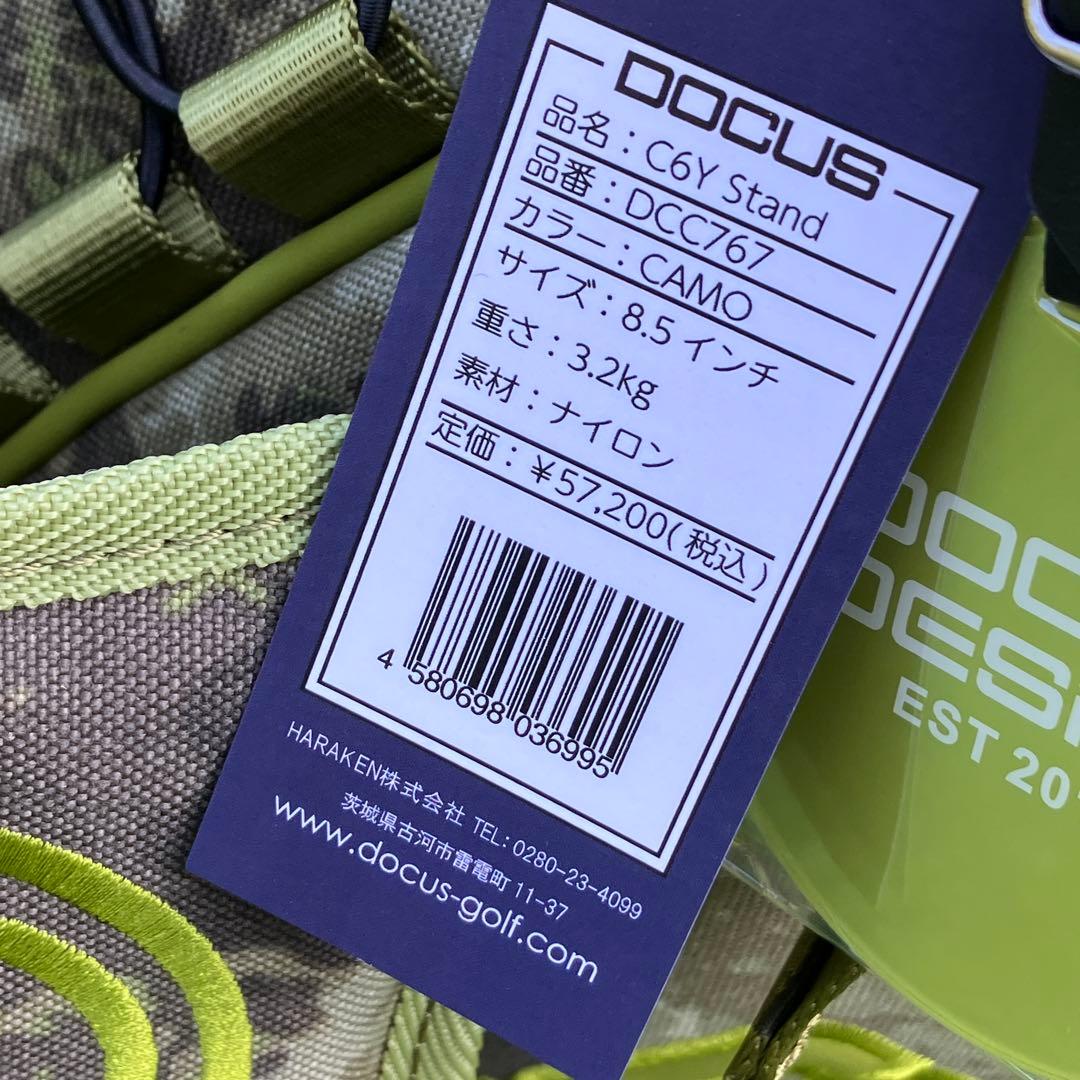 DOCUS
品名：C6Y Stand
品番：DCC767
カラー：CAMO
サイズ：8.5 インチ
重さ：3.2kg
素材：ナイロン
定価：￥57,200(税込)
4 580698 036995
HARAKEN株式会社 TEL: 0280-23-4099
茨城県古河市雷電町 11-37
www.docus-golf.com
EST 20